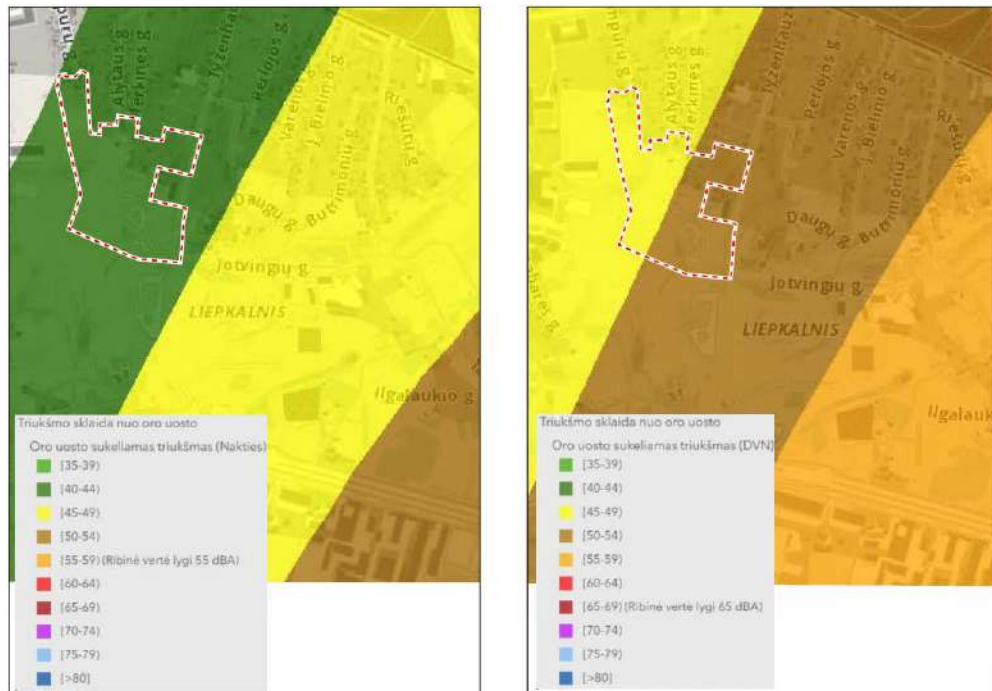 Alytaus g.
Perlojos g.
Varėnos g.
J. Bielinio g.
Riešutų g.
Daugų g.
Butrimonių g.
Jotvingių g.
LIEPKALNIS
Ilgalaukio g.
Triukšmo sklaida nuo oro uosto
Oro uosto sukeliamas triukšmas (Nakties)
[35-39)
[40-44)
[45-49)
[50-54)
[55-59) (Ribinė vertė lygi 55 dBA)
[60-64)
[65-69)
[70-74)
[75-79)
[>80]
Alytaus g.
Perlojos g.
Varėnos g.
J. Bielinio g.
Daugų g.
Butrimonių g.
Jotvingių g.
LIEPKALNIS
Ilgalauk
Triukšmo sklaida nuo oro uosto
Oro uosto sukeliamas triukšmas (DVN)
[35-39)
[40-44)
[45-49)
[50-54)
[55-59)
[60-64)
[65-69) (Ribinė vertė lygi 65 dBA)
[70-74)
[75-79)
[>80]